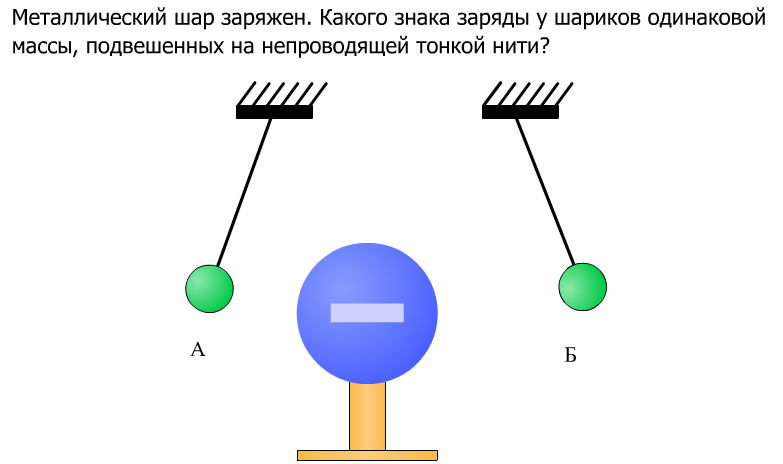 Металлический шар заряжен. Какого знака заряды у шариков одинаковой
массы, подвешенных на непроводящей тонкой нити?
А
Б